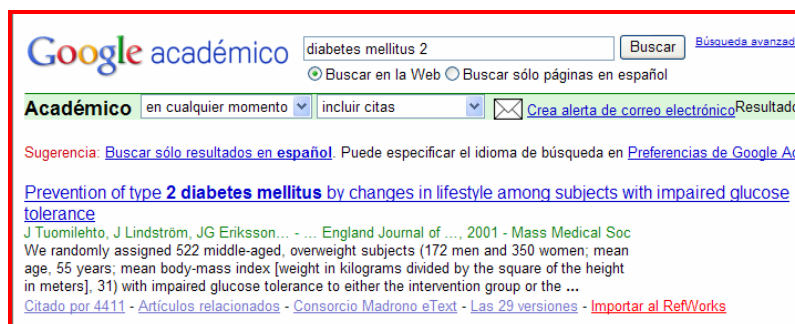 Google académico diabetes mellitus 2 Buscar Búsqueda avanzad
Buscar en la Web Buscar sólo páginas en español
Académico en cualquier momento incluir citas Crea alerta de correo electrónico Resultado
Sugerencia: Buscar sólo resultados en español. Puede especificar el idioma de búsqueda en Preferencias de Google Ac
Prevention of type 2 diabetes mellitus by changes in lifestyle among subjects with impaired glucose
tolerance
J Tuomilehto, J Lindström, JG Eriksson... - ... England Journal of ..., 2001 - Mass Medical Soc
We randomly assigned 522 middle-aged, overweight subjects (172 men and 350 women; mean
age, 55 years; mean body-mass index [weight in kilograms divided by the square of the height
in meters], 31) with impaired glucose tolerance to either the intervention group or the ...
Citado por 4411 - Artículos relacionados - Consorcio Madrono eText - Las 29 versiones - Importar al RefWorks